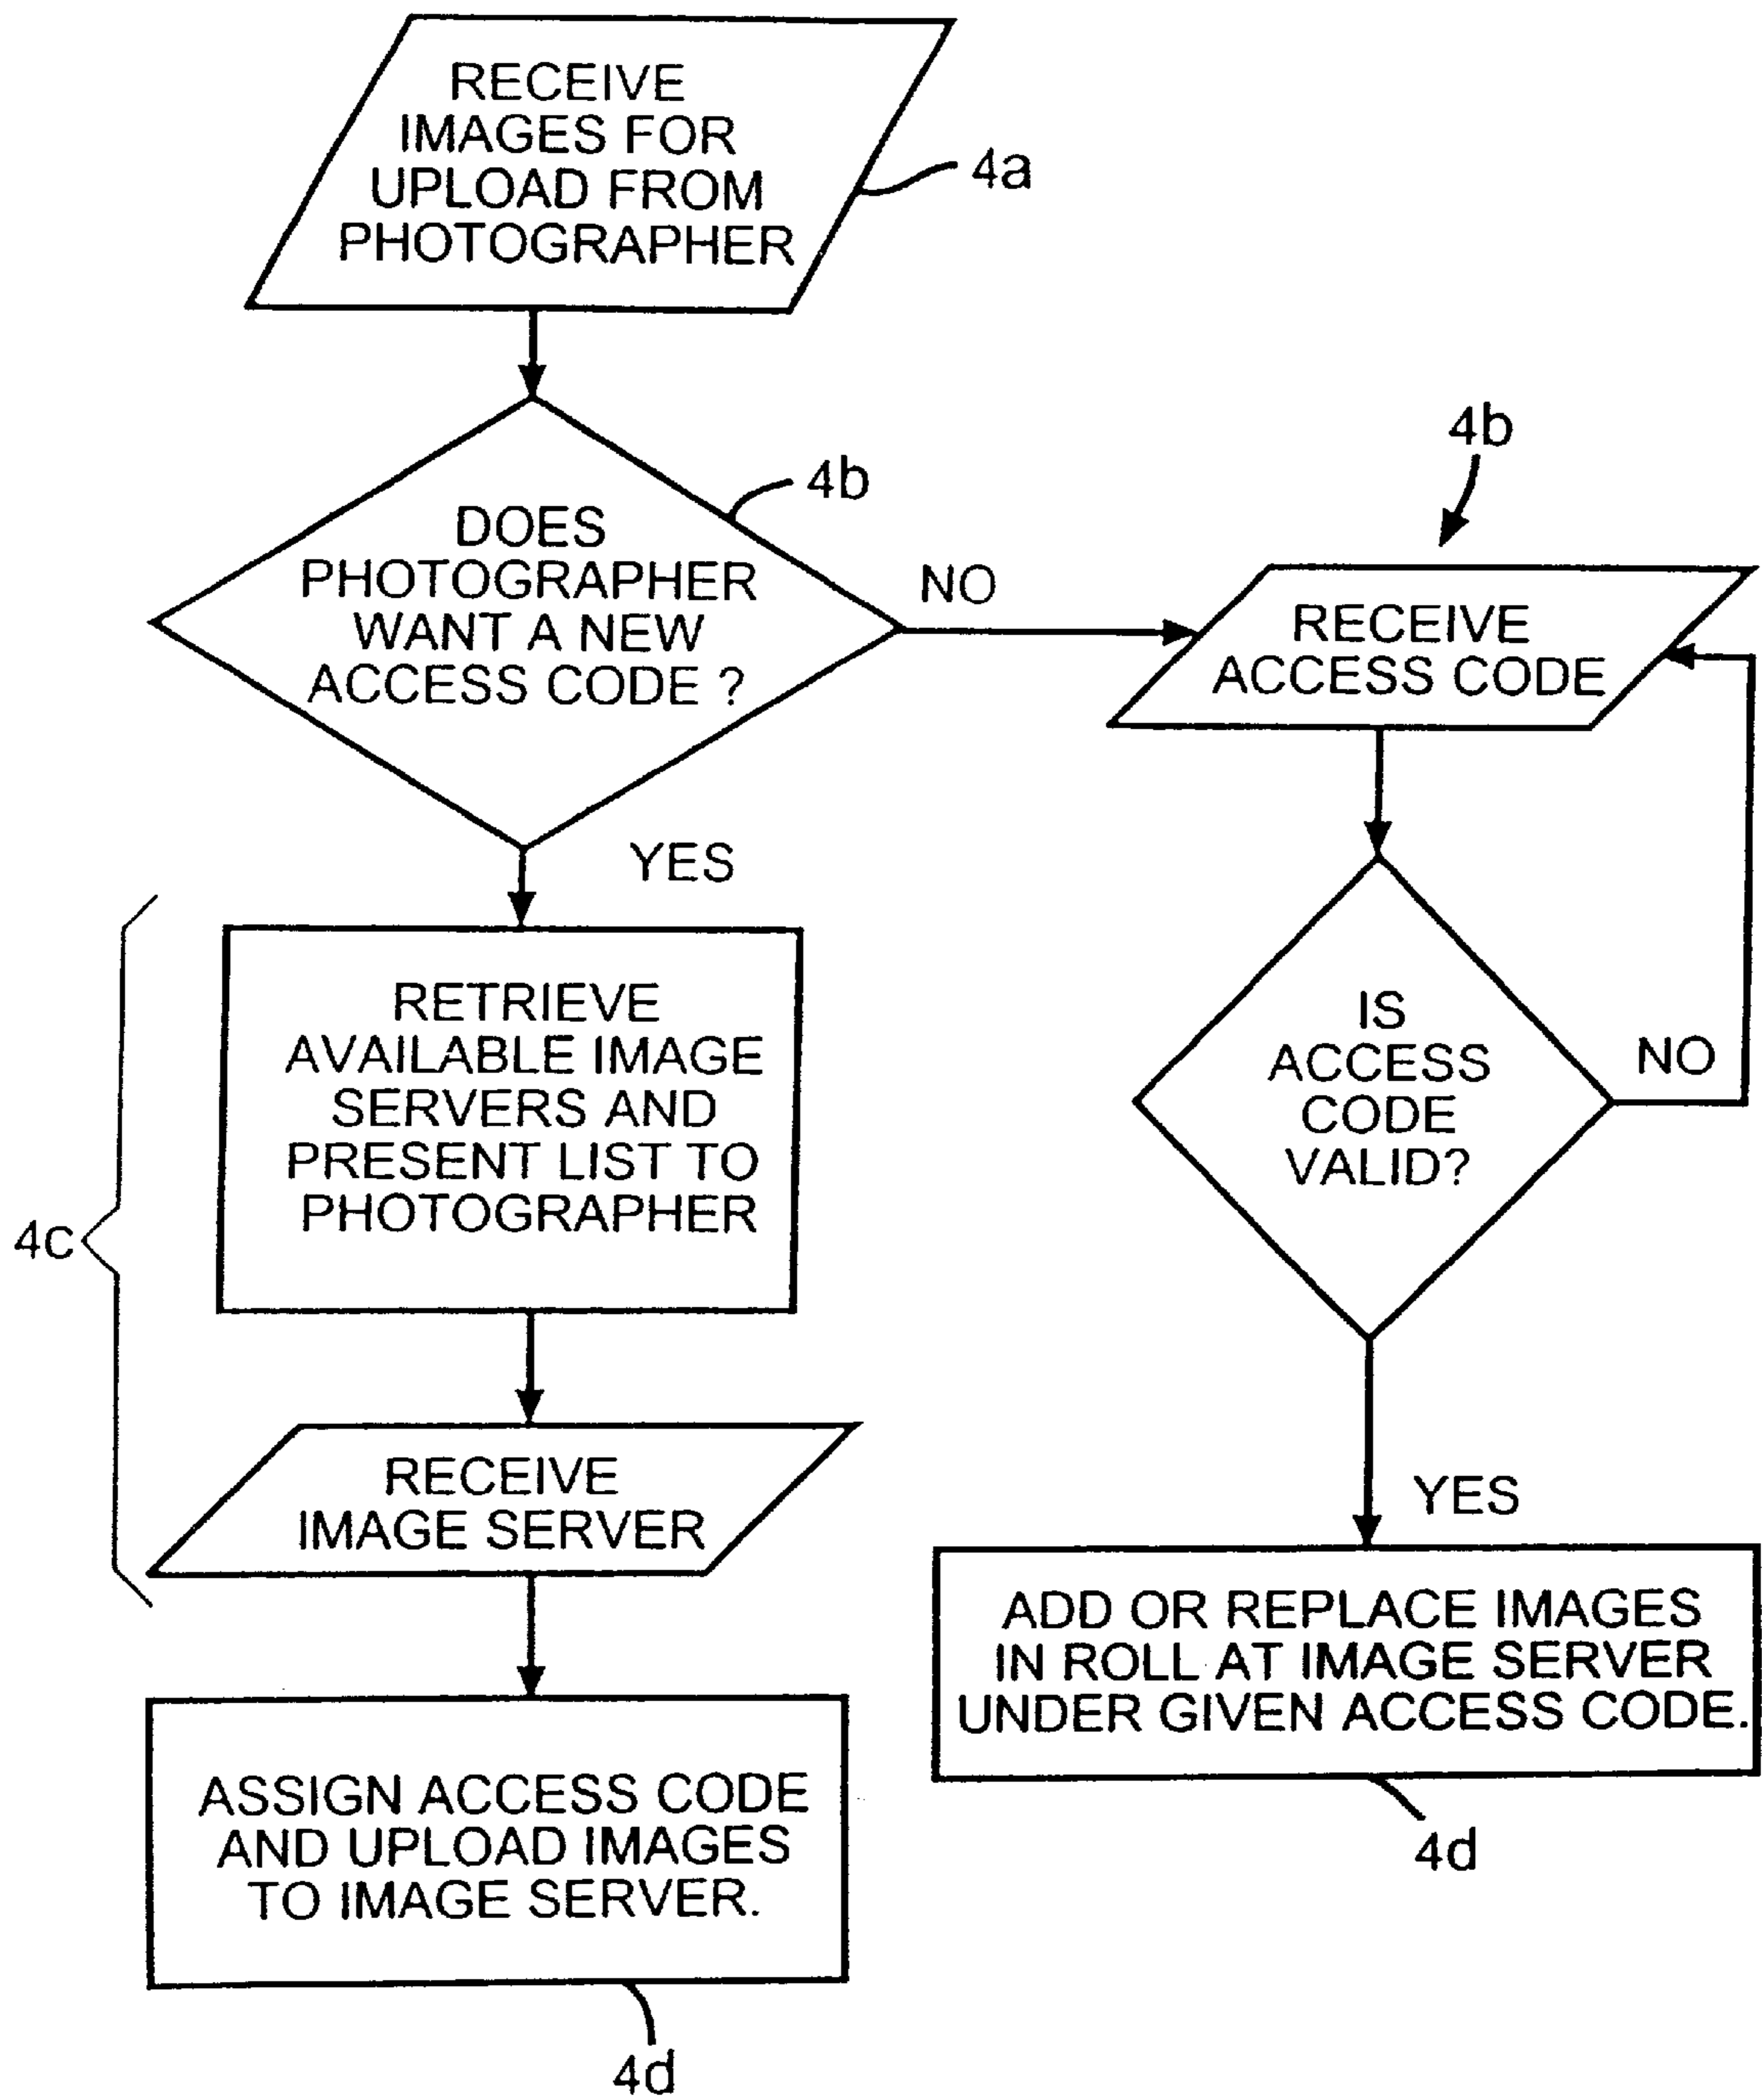 RECEIVE
IMAGES FOR
UPLOAD FROM
PHOTOGRAPHER
4a
DOES
PHOTOGRAPHER
WANT A NEW
ACCESS CODE ?
4b
NO
4b
RECEIVE
ACCESS CODE
YES
IS
ACCESS
CODE
VALID?
NO
4c
RETRIEVE
AVAILABLE IMAGE
SERVERS AND
PRESENT LIST TO
PHOTOGRAPHER
RECEIVE
IMAGE SERVER
YES
ADD OR REPLACE IMAGES
IN ROLL AT IMAGE SERVER
UNDER GIVEN ACCESS CODE.
4d
ASSIGN ACCESS CODE
AND UPLOAD IMAGES
TO IMAGE SERVER.
4d